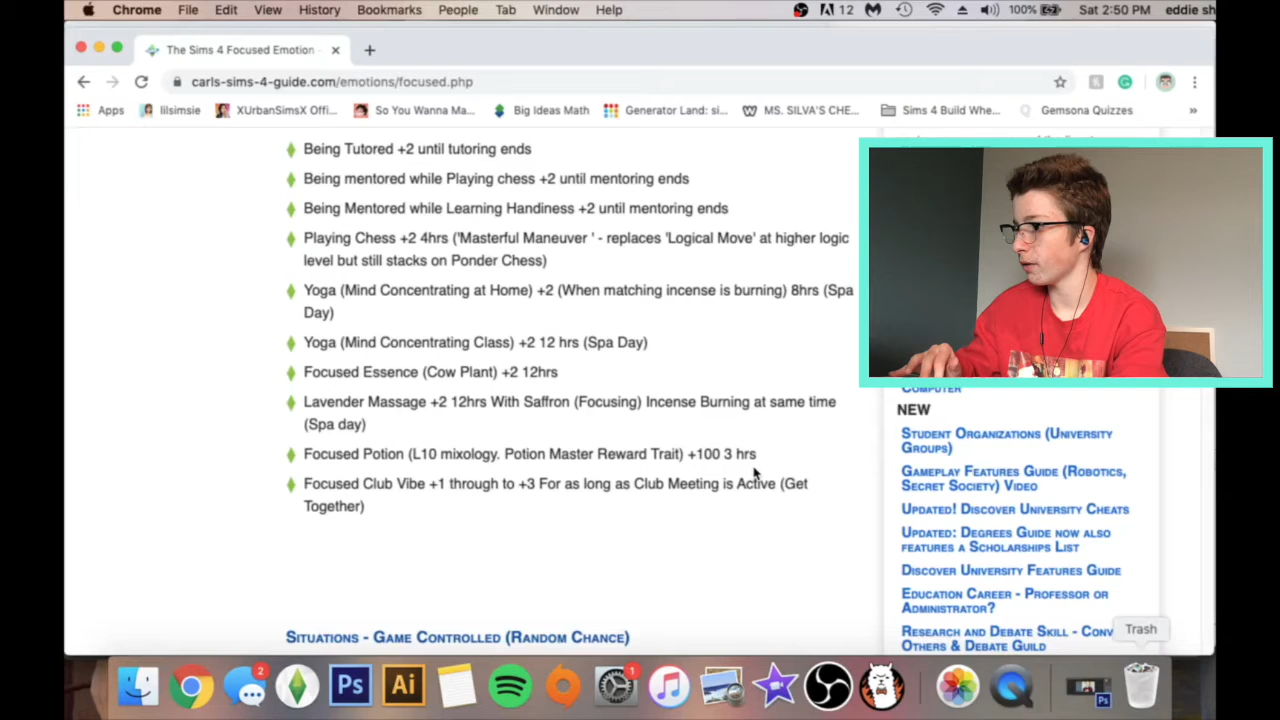 Chrome File Edit View History Bookmarks People Tab Window Help 12 100% Sat 2:50 PM eddie sh
The Sims 4 Focused Emotion
carls-sims-4-guide.com/emotions/focused.php
Apps lilsimsie XUrbanSimsX Offi... So You Wanna Ma... Big Ideas Math Generator Land: si... MS. SILVA'S CHE... Sims 4 Build Whe... Gemsona Quizzes »
Being Tutored +2 until tutoring ends
Being mentored while Playing chess +2 until mentoring ends
Being Mentored while Learning Handiness +2 until mentoring ends
Playing Chess +2 4hrs ('Masterful Maneuver ' - replaces 'Logical Move' at higher logic
level but still stacks on Ponder Chess)
Yoga (Mind Concentrating at Home) +2 (When matching incense is burning) 8hrs (Spa
Day)
Yoga (Mind Concentrating Class) +2 12 hrs (Spa Day)
Focused Essence (Cow Plant) +2 12hrs
Lavender Massage +2 12hrs With Saffron (Focusing) Incense Burning at same time
(Spa day)
Focused Potion (L10 mixology. Potion Master Reward Trait) +100 3 hrs
Focused Club Vibe +1 through to +3 For as long as Club Meeting is Active (Get
Together)
Situations - Game Controlled (Random Chance)
Computer
NEW
Student Organizations (University
Groups)
Gameplay Features Guide (Robotics,
Secret Society) Video
Updated! Discover University Cheats
Updated: Degrees Guide now also
features a Scholarships List
Discover University Features Guide
Education Career - Professor or
Administrator?
Research and Debate Skill - Conv
Others & Debate Guild
Trash
2
Ps
Ai
1
Ps